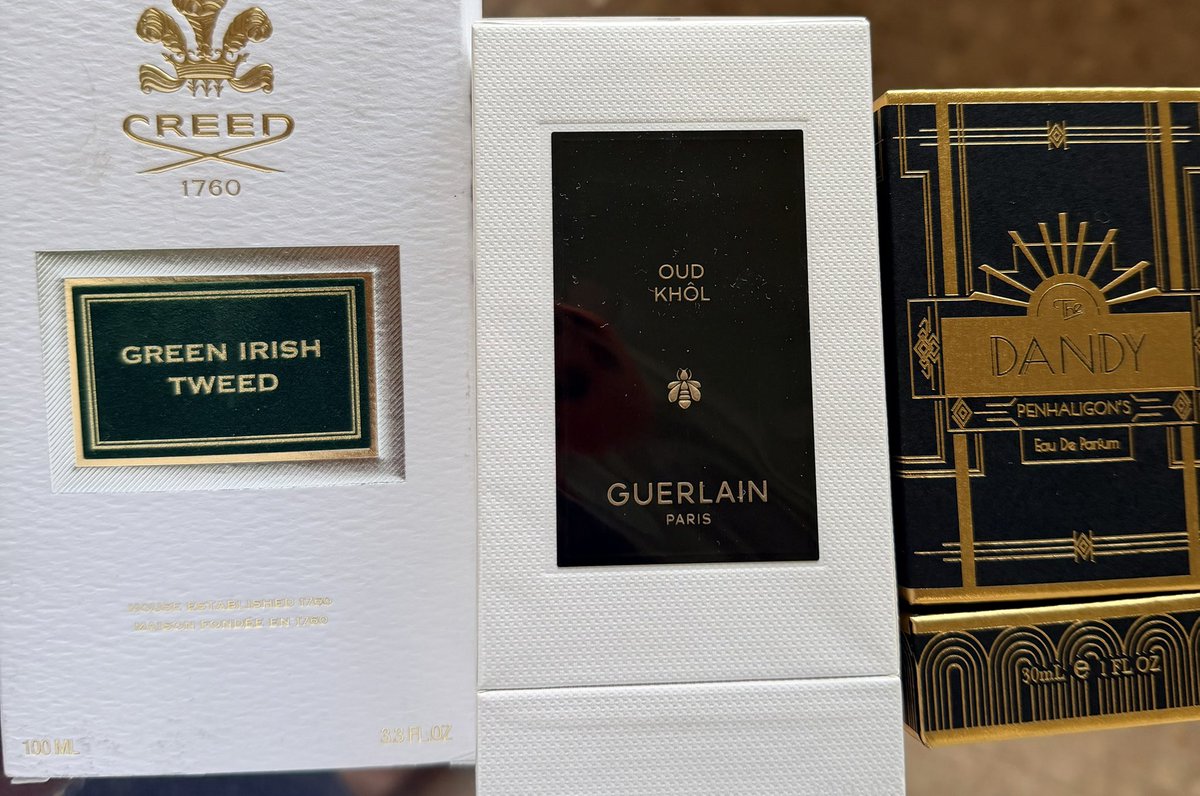 CREED
1760
GREEN IRISH
TWEED
HOUSE ESTABLISHED 1760
MAISON FONDÉE EN 1760
100 ML
3.3 FL.OZ
OUD
KHÔL
GUERLAIN
PARIS
The
DANDY
PENHALIGON'S
Eau De Parfum
30mL e 1 FL OZ